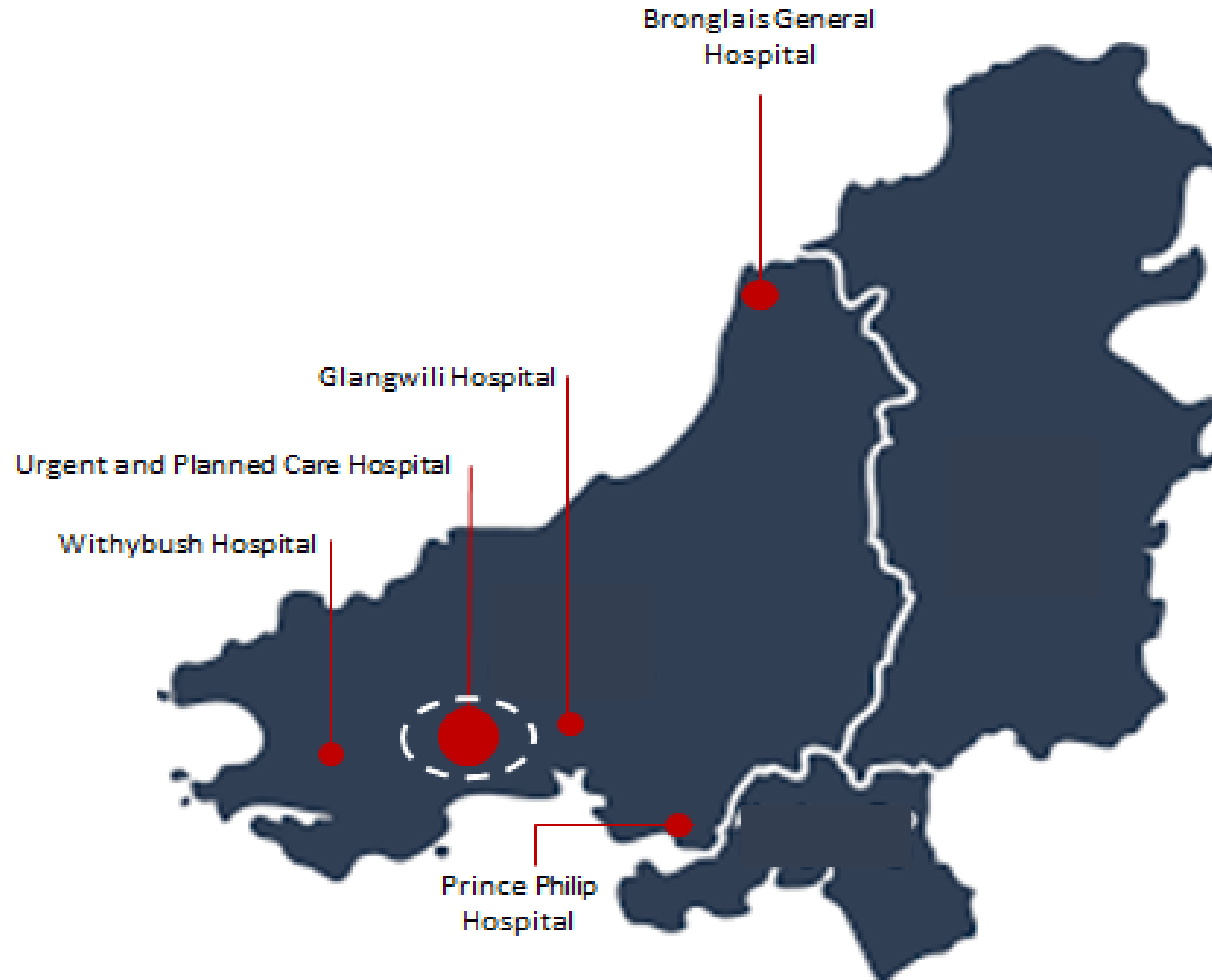 Bronglais General
Hospital
Glangwili Hospital
Urgent and Planned Care Hospital
Withybush Hospital
Prince Philip
Hospital